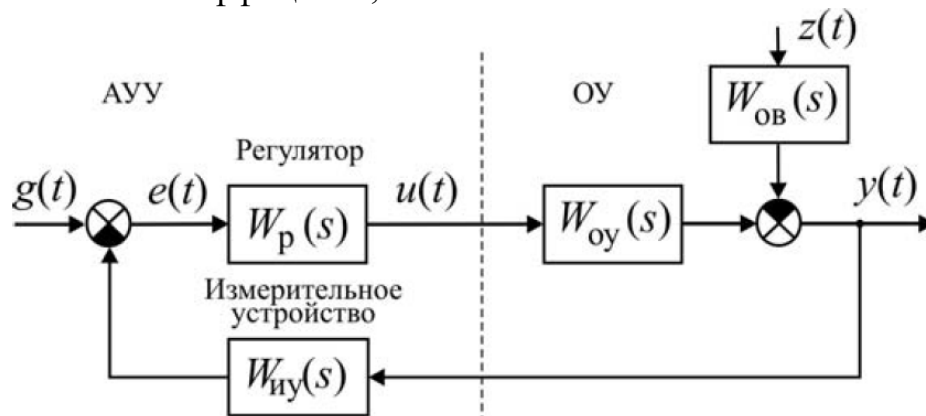 z(t)
АУУ
ОУ
W_ов(s)
Регулятор
g(t)
e(t)
W_р(s)
u(t)
W_оу(s)
y(t)
Измерительное
устройство
W_иу(s)